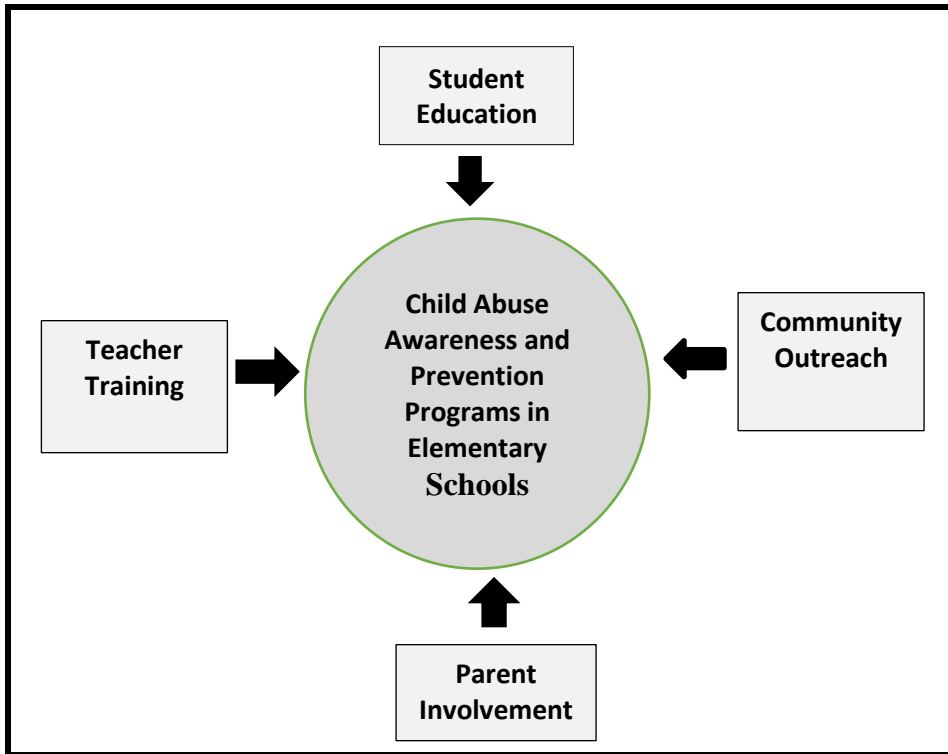 Student
Education
Child Abuse
Awareness and
Prevention
Programs in
Elementary
Schools
Teacher
Training
Community
Outreach
Parent
Involvement